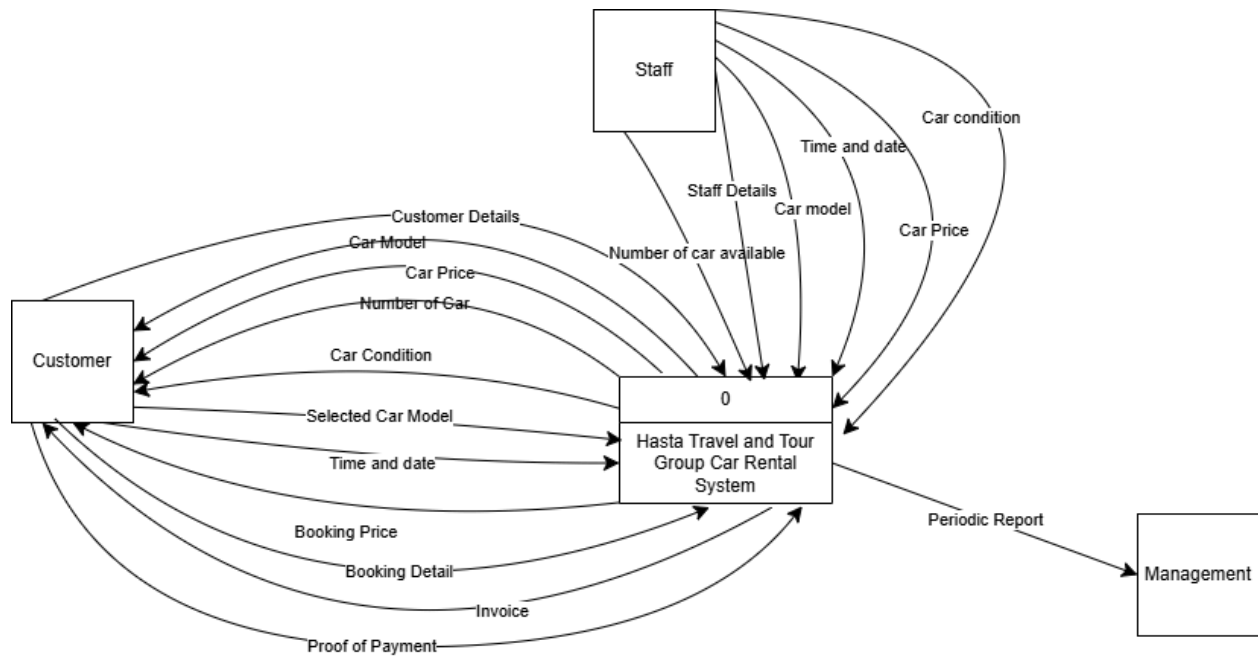 Staff
Car condition
Time and date
Staff Details
Car model
Customer Details
Car Price
Car Model
Number of car available
Car Price
Number of Car
Customer
Car Condition
0
Selected Car Model
Hasta Travel and Tour
Group Car Rental
System
Time and date
Periodic Report
Booking Price
Booking Detail
Management
Invoice
Proof of Payment